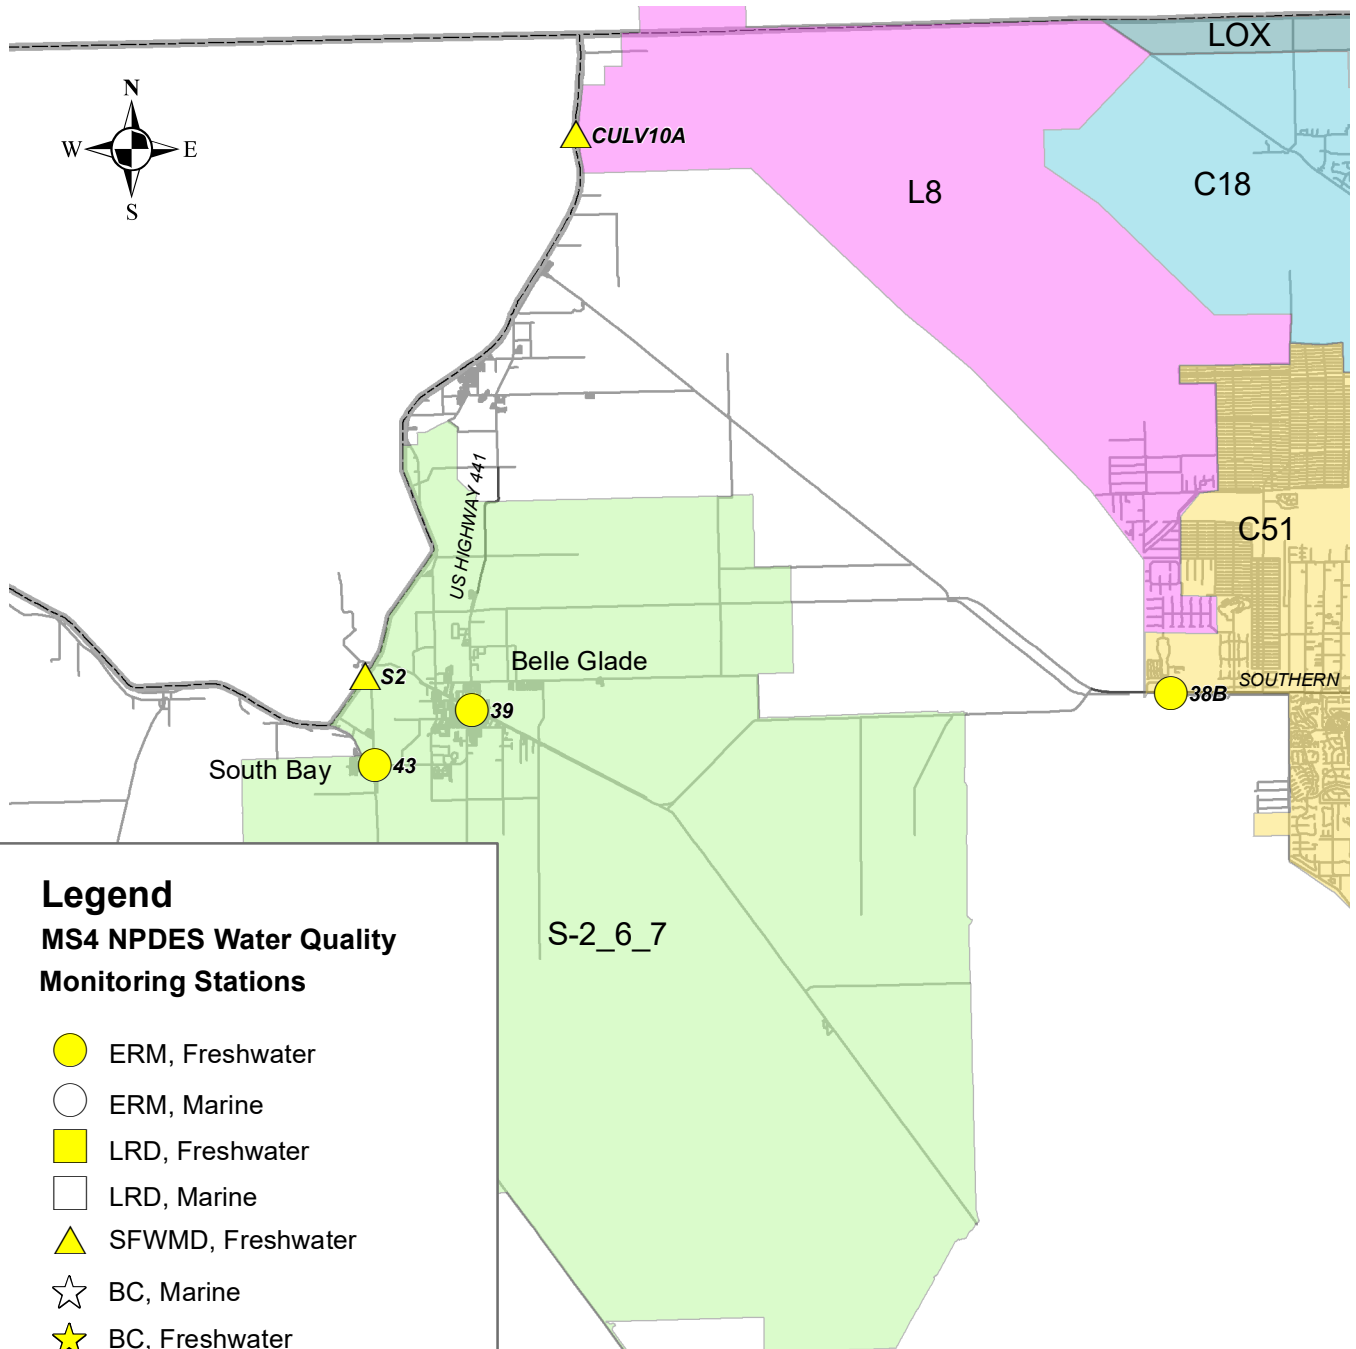 LOX
N
W E
S
CULV10A
L8
C18
US HIGHWAY 441
C51
Belle Glade
S2
SOUTHERN
38B
39
South Bay
43
S-2_6_7
Legend
MS4 NPDES Water Quality
Monitoring Stations
ERM, Freshwater
ERM, Marine
LRD, Freshwater
LRD, Marine
SFWMD, Freshwater
BC, Marine
BC, Freshwater